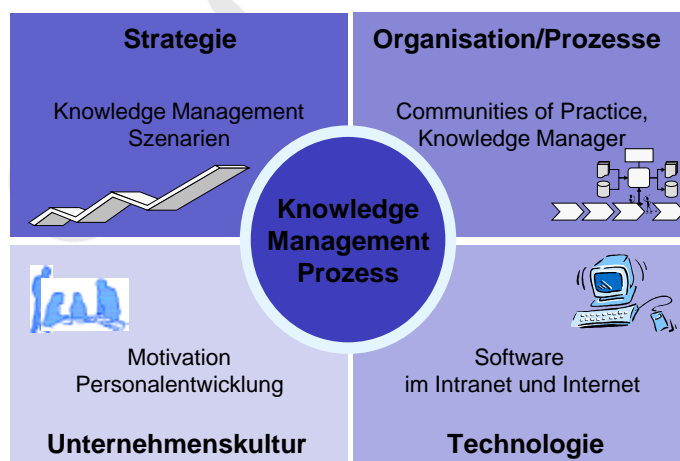 Strategie
Knowledge Management
Szenarien
Organisation/Prozesse
Communities of Practice,
Knowledge Manager
Knowledge
Management
Prozess
Motivation
Personalentwicklung
Unternehmenskultur
Software
im Intranet und Internet
Technologie